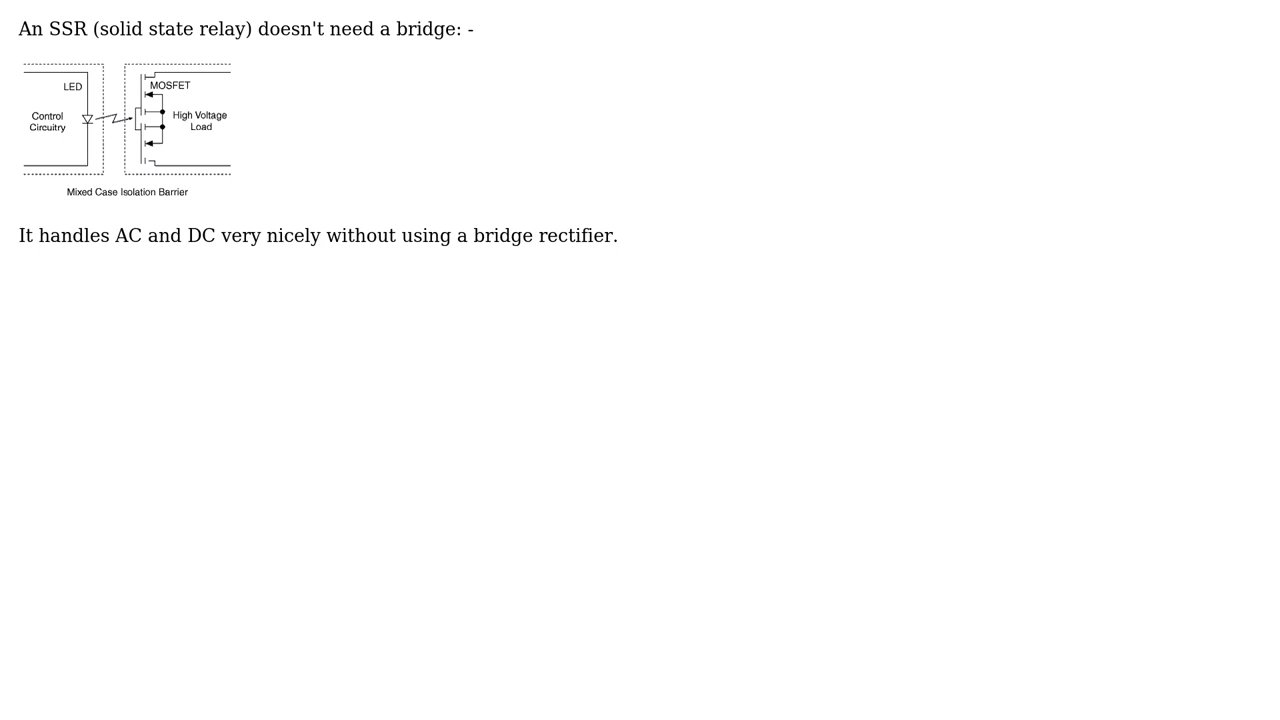 An SSR (solid state relay) doesn't need a bridge: -
LED
MOSFET
Control
Circuitry
High Voltage
Load
Mixed Case Isolation Barrier
It handles AC and DC very nicely without using a bridge rectifier.